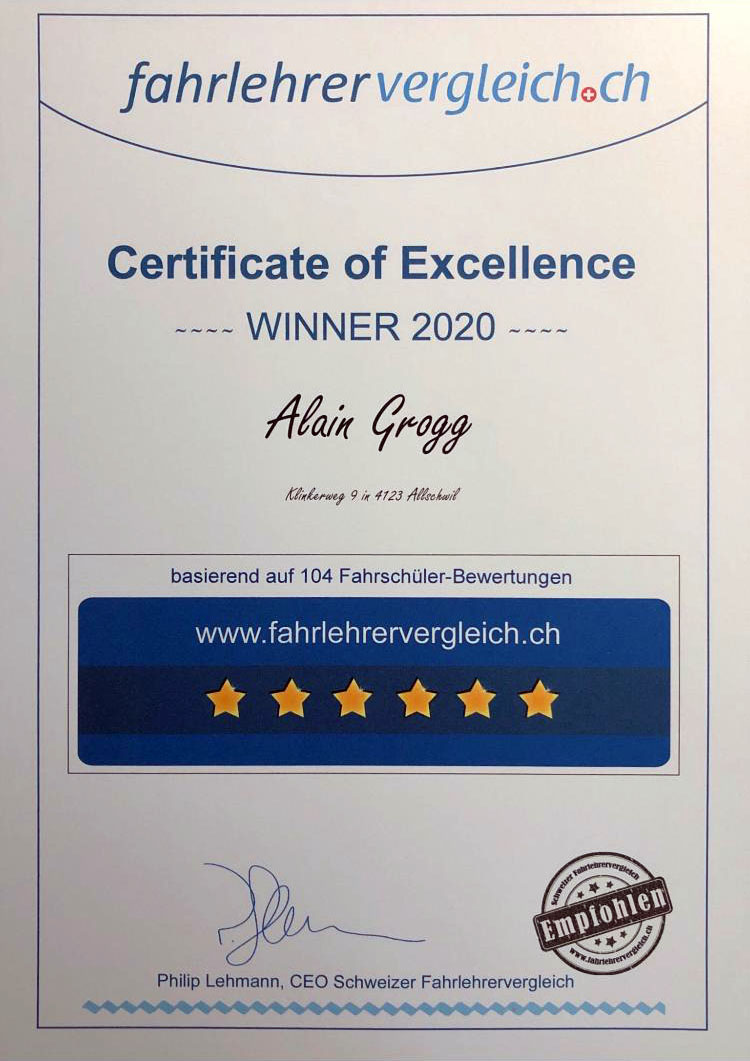 fahrlehrervergleich.ch
Certificate of Excellence
~~~~ WINNER 2020 ~~~~
Alain Grogg
Klinkerweg 9 in 4123 Allschwil
basierend auf 104 Fahrschüler-Bewertungen
www.fahrlehrervergleich.ch
Philip Lehmann, CEO Schweizer Fahrlehrervergleich
Schweizer Fahrlehrervergleich
Empfohlen
www.fahrlehrervergleich.ch